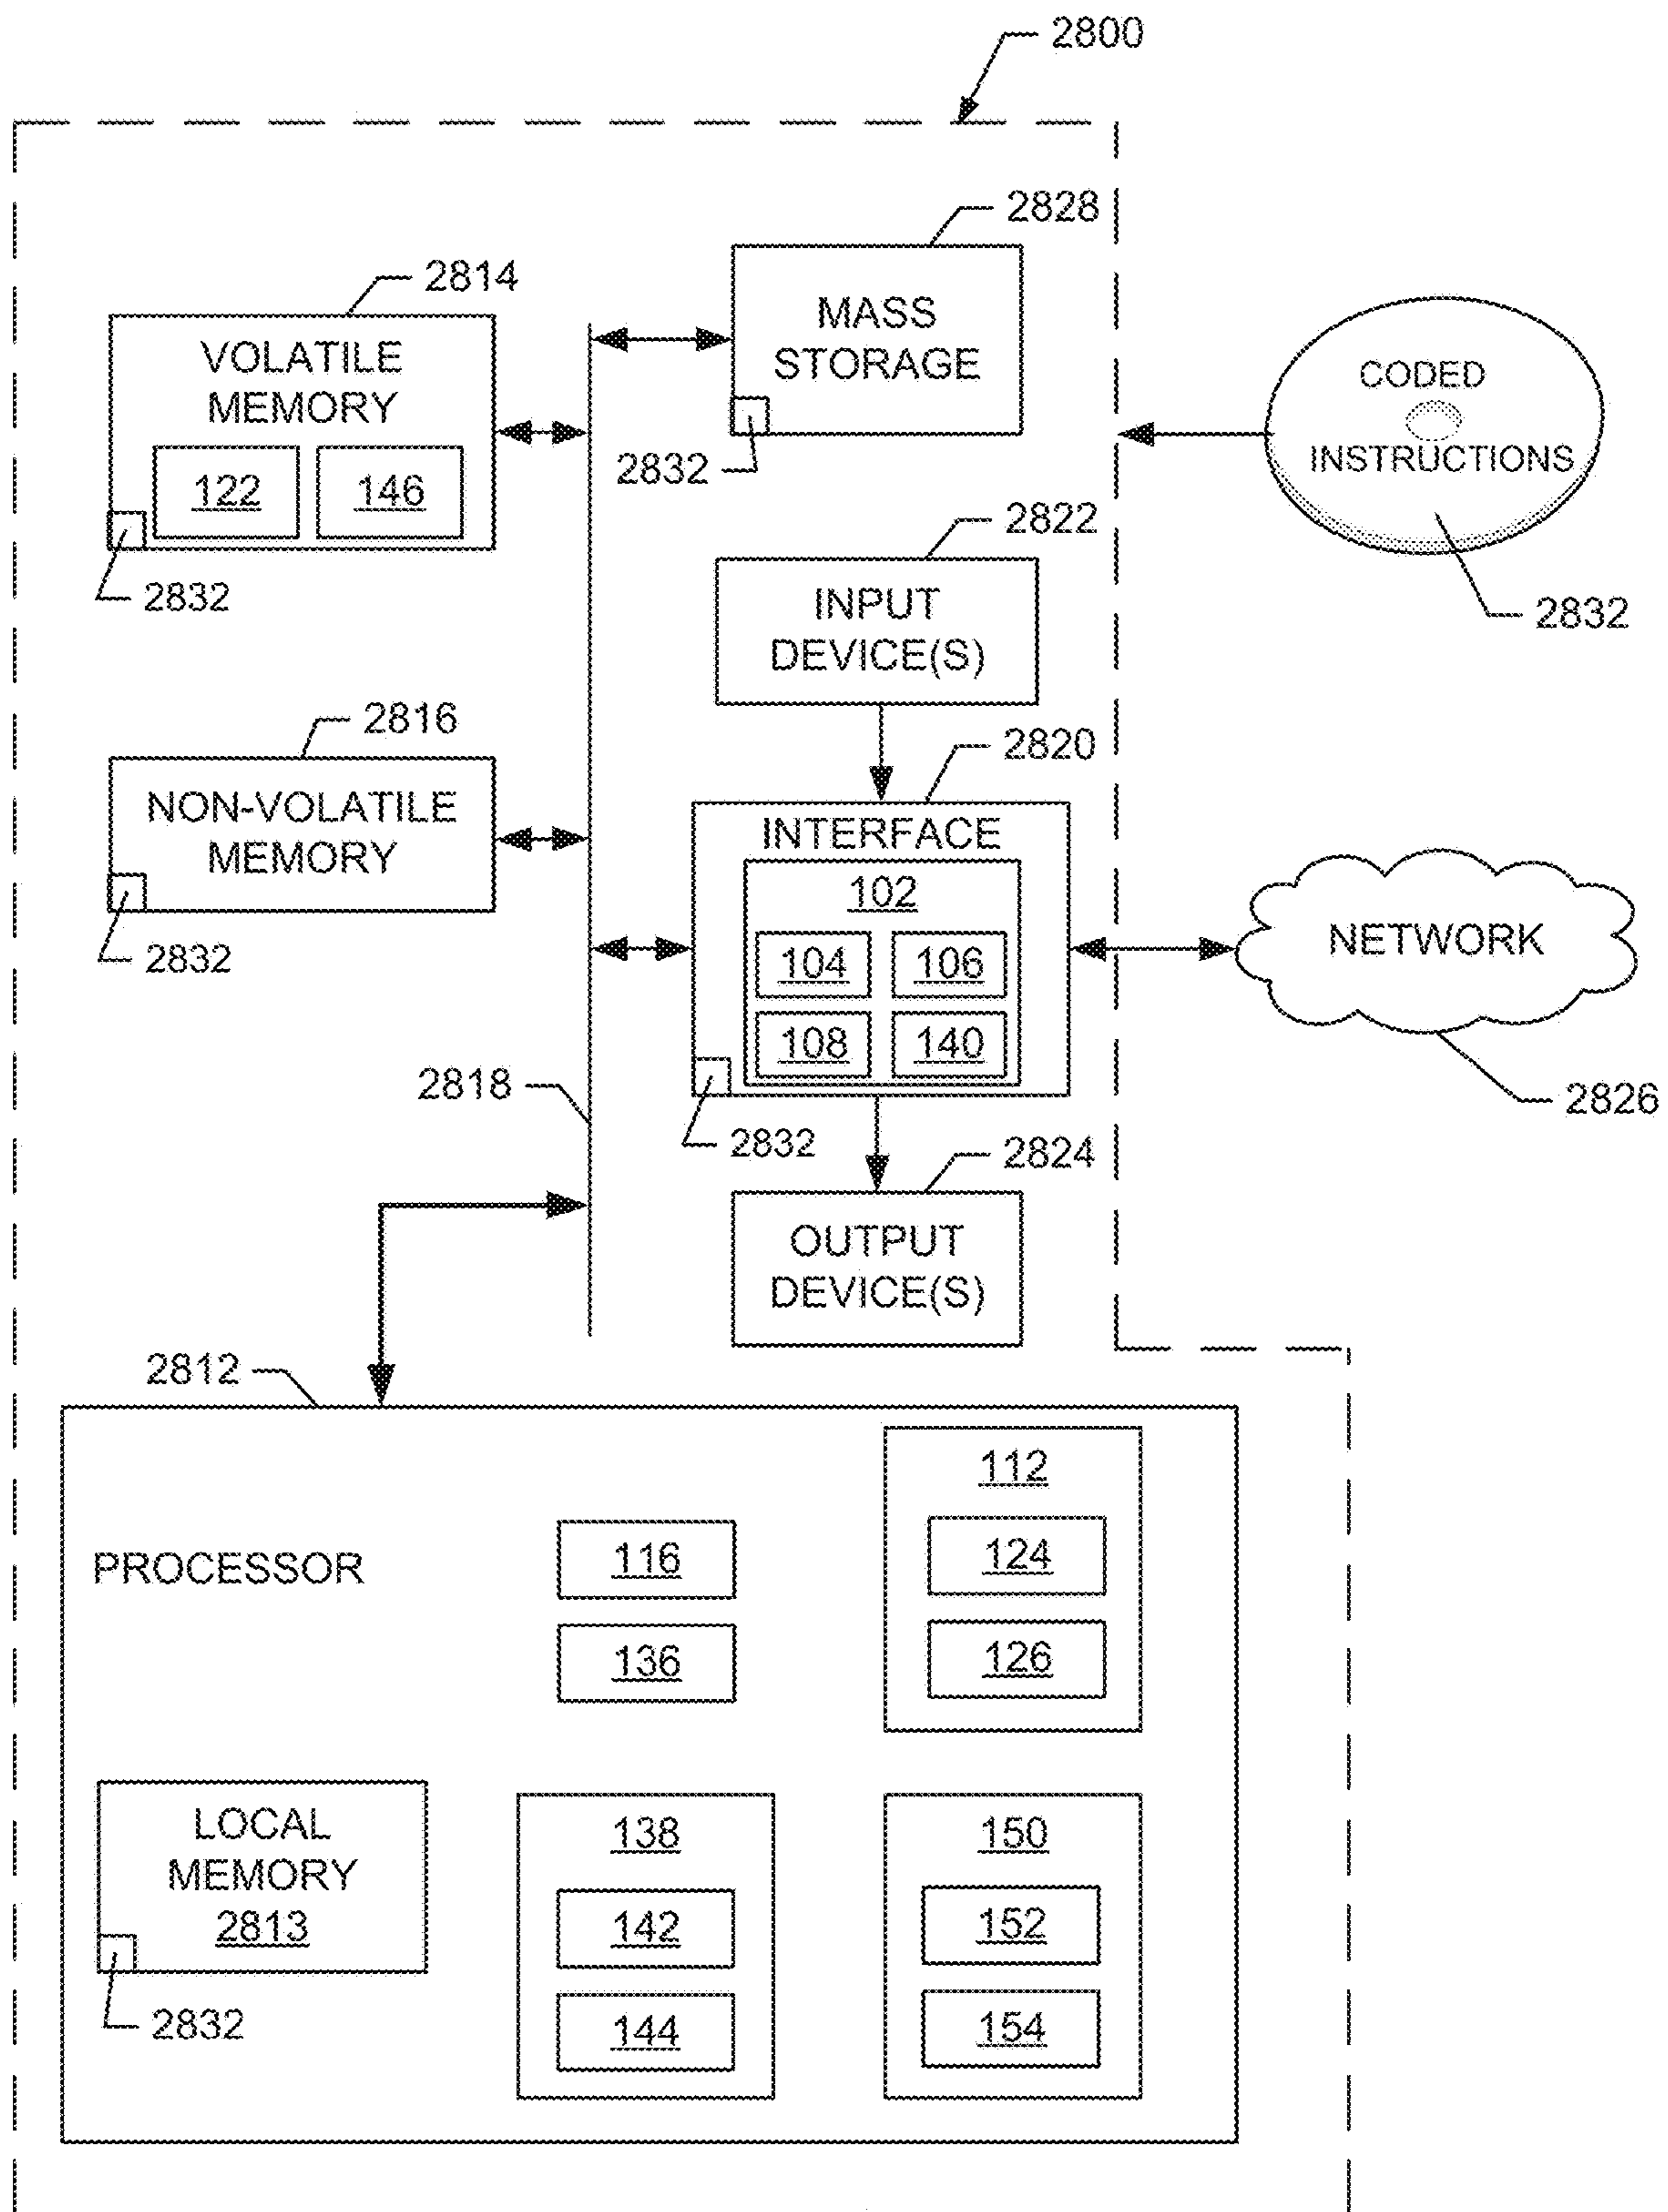 2800
2828
2814
MASS
STORAGE
VOLATILE
MEMORY
122 146
2832
2832
CODED
INSTRUCTIONS
2832
2822
INPUT
DEVICE(S)
2816
NON-VOLATILE
MEMORY
2832
2820
INTERFACE
102
104 106
108 140
2832
NETWORK
2826
2818
2824
OUTPUT
DEVICE(S)
2812
PROCESSOR
116
136
112
124
126
LOCAL
MEMORY
2813
2832
138
142
144
150
152
154